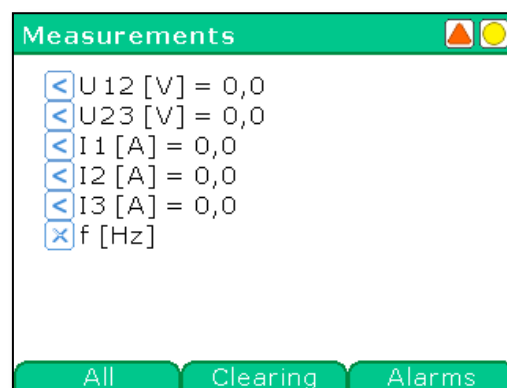 Measurements
< U12 [V] = 0,0
< U23 [V] = 0,0
< I1 [A] = 0,0
< I2 [A] = 0,0
< I3 [A] = 0,0
× f [Hz]
All Clearing Alarms